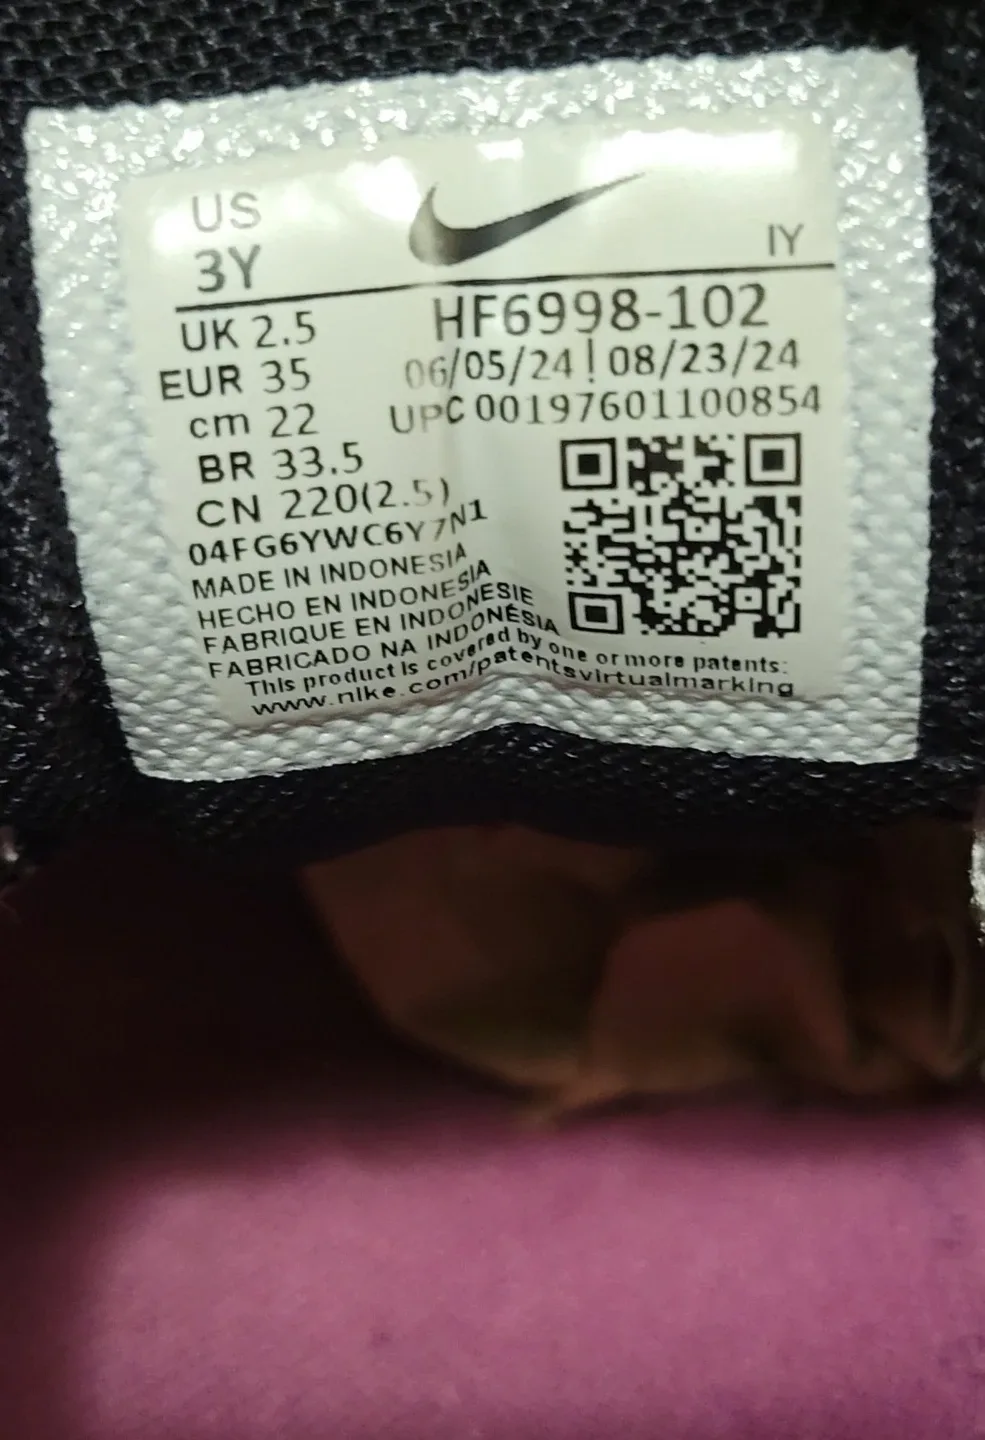 US
3Y
IY
UK 2.5
HF6998-102
EUR 35
06/05/24 | 08/23/24
cm 22
UPC 00197601100854
BR 33.5
CN 220(2.5)
04FG6YWC6Y7N1
MADE IN INDONESIA
HECHO EN INDONESIA
FABRIQUE EN INDONESIE
FABRICADO NA INDONÉSIA
This product is covered by one or more patents:
www.nike.com/patentsvirtualmarking